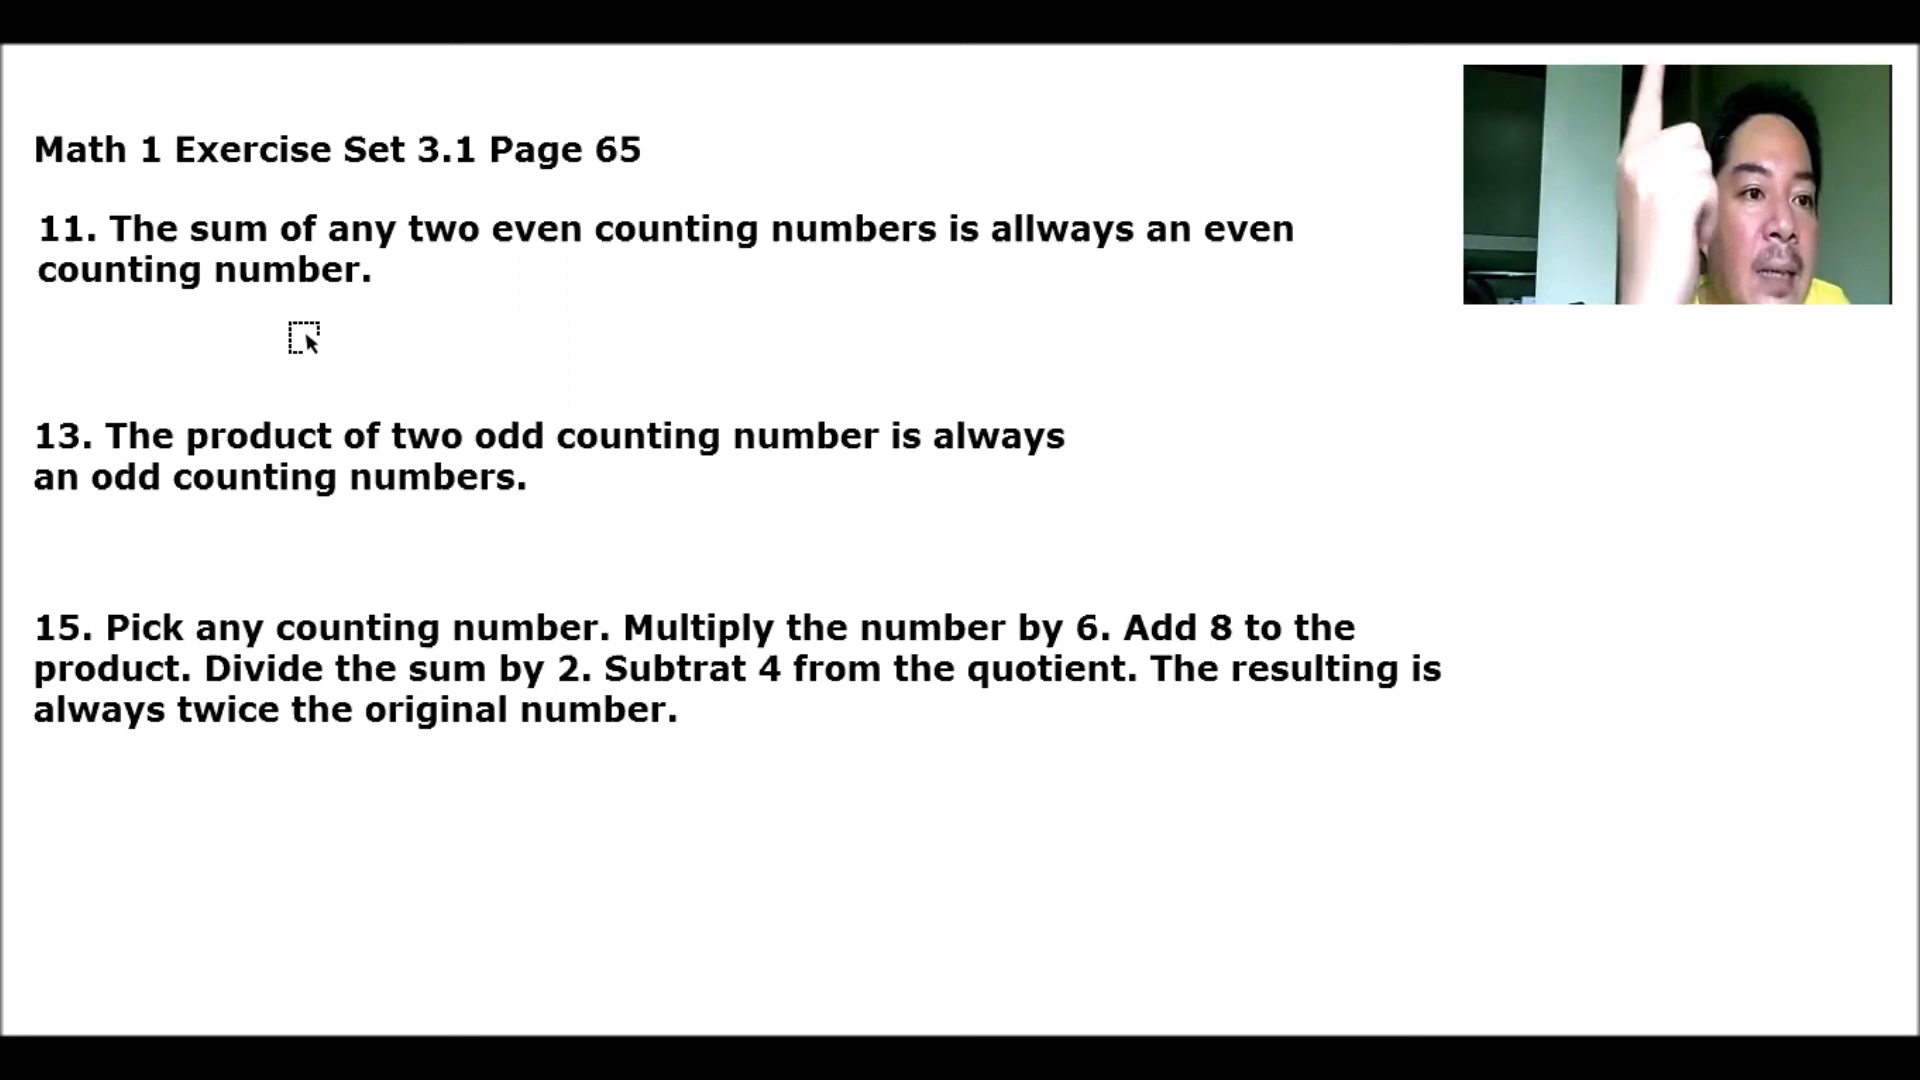 Math 1 Exercise Set 3.1 Page 65
11. The sum of any two even counting numbers is allways an even
counting number.
13. The product of two odd counting number is always
an odd counting numbers.
15. Pick any counting number. Multiply the number by 6. Add 8 to the
product. Divide the sum by 2. Subtrat 4 from the quotient. The resulting is
always twice the original number.